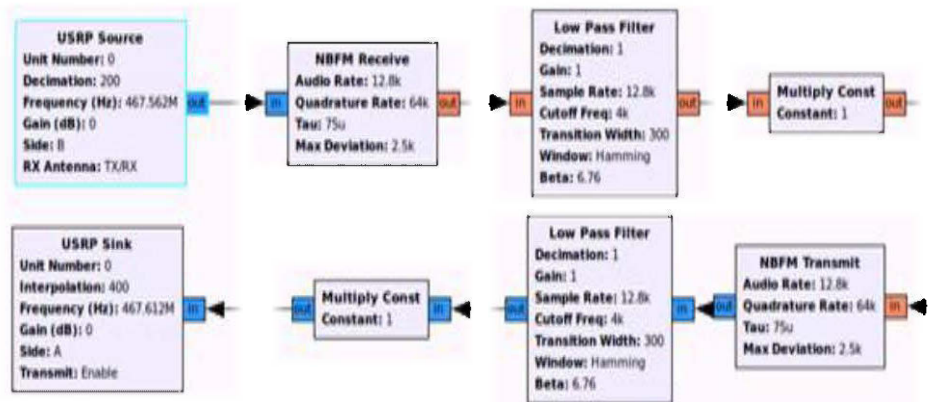 USRP Source
Unit Number: 0
Decimation: 200
Frequency (Hz): 467.562M
Gain (dB): 0
Side: B
RX Antenna: TX/RX
out
in
NBFM Receive
Audio Rate: 12.8k
Quadrature Rate: 64k
Tau: 75u
Max Deviation: 2.5k
out
in
Low Pass Filter
Decimation: 1
Gain: 1
Sample Rate: 12.8k
Cutoff Freq: 4k
Transition Width: 300
Window: Hamming
Beta: 6.76
out
in
Multiply Const
Constant: 1
out
USRP Sink
Unit Number: 0
Interpolation: 400
Frequency (Hz): 467.612M
Gain (dB): 0
Side: A
Transmit: Enable
in
out
Multiply Const
Constant: 1
in
out
Low Pass Filter
Decimation: 1
Gain: 1
Sample Rate: 12.8k
Cutoff Freq: 4k
Transition Width: 300
Window: Hamming
Beta: 6.76
in
out
NBFM Transmit
Audio Rate: 12.8k
Quadrature Rate: 64k
Tau: 75u
Max Deviation: 2.5k
in